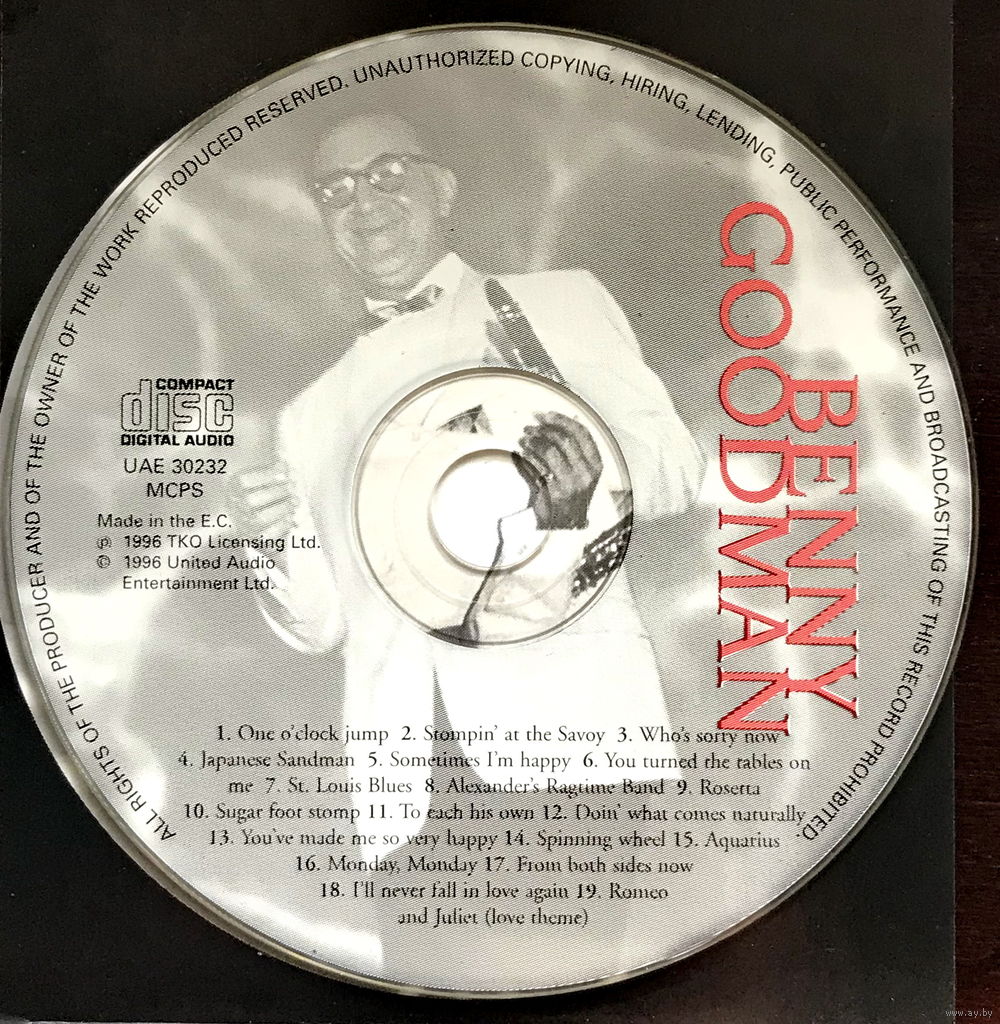 ALL RIGHTS OF THE PRODUCER AND OF THE OWNER OF THE WORK REPRODUCED RESERVED. UNAUTHORIZED COPYING, HIRING, LENDING, PUBLIC PERFORMANCE AND BROADCASTING OF THIS RECORD PROHIBITED.
BENNY
GOODMAN
COMPACT
disc
DIGITAL AUDIO
UAE 30232
MCPS
Made in the E.C.
℗ 1996 TKO Licensing Ltd.
© 1996 United Audio
Entertainment Ltd.
1. One o'clock jump 2. Stompin' at the Savoy 3. Who's sorry now
4. Japanese Sandman 5. Sometimes I'm happy 6. You turned the tables on
me 7. St. Louis Blues 8. Alexander's Ragtime Band 9. Rosetta
10. Sugar foot stomp 11. To each his own 12. Doin' what comes naturally
13. You've made me so very happy 14. Spinning wheel 15. Aquarius
16. Monday, Monday 17. From both sides now
18. I'll never fall in love again 19. Romeo
and Juliet (love theme)
www.ay.by